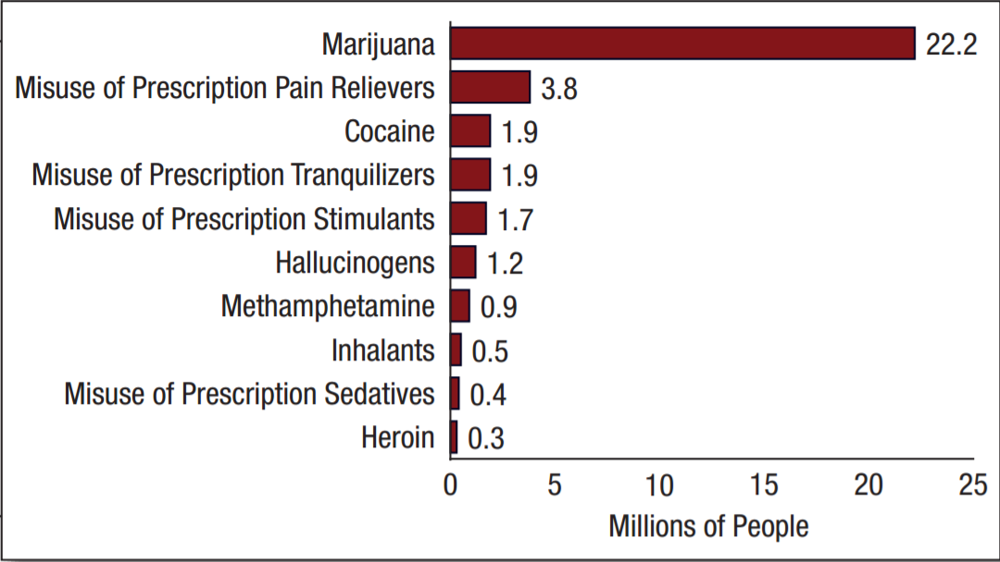 Marijuana 22.2
Misuse of Prescription Pain Relievers 3.8
Cocaine 1.9
Misuse of Prescription Tranquilizers 1.9
Misuse of Prescription Stimulants 1.7
Hallucinogens 1.2
Methamphetamine 0.9
Inhalants 0.5
Misuse of Prescription Sedatives 0.4
Heroin 0.3
0 5 10 15 20 25
Millions of People